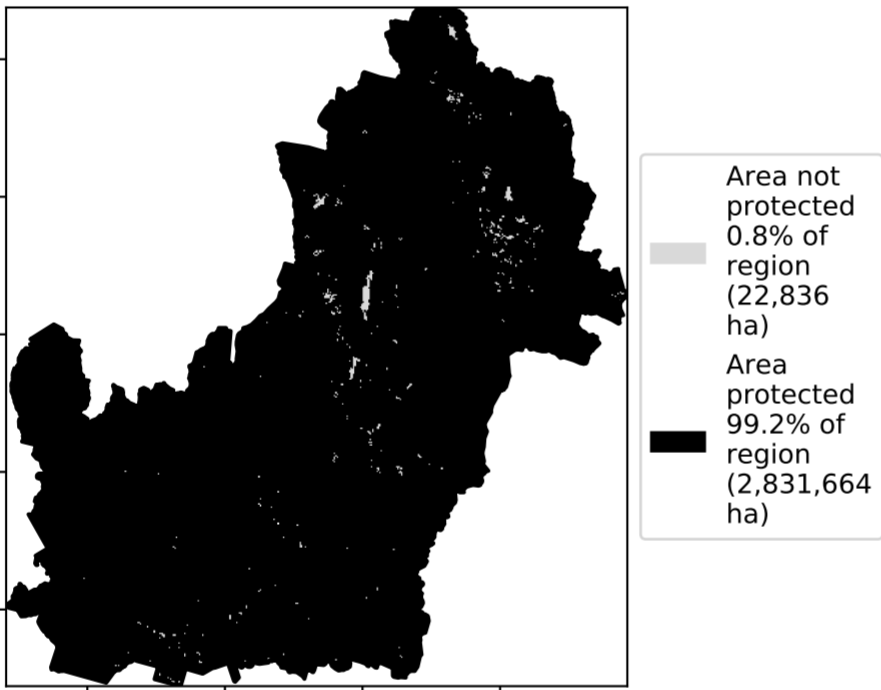 Area not
protected
0.8% of
region
(22,836
ha)
Area
protected
99.2% of
region
(2,831,664
ha)